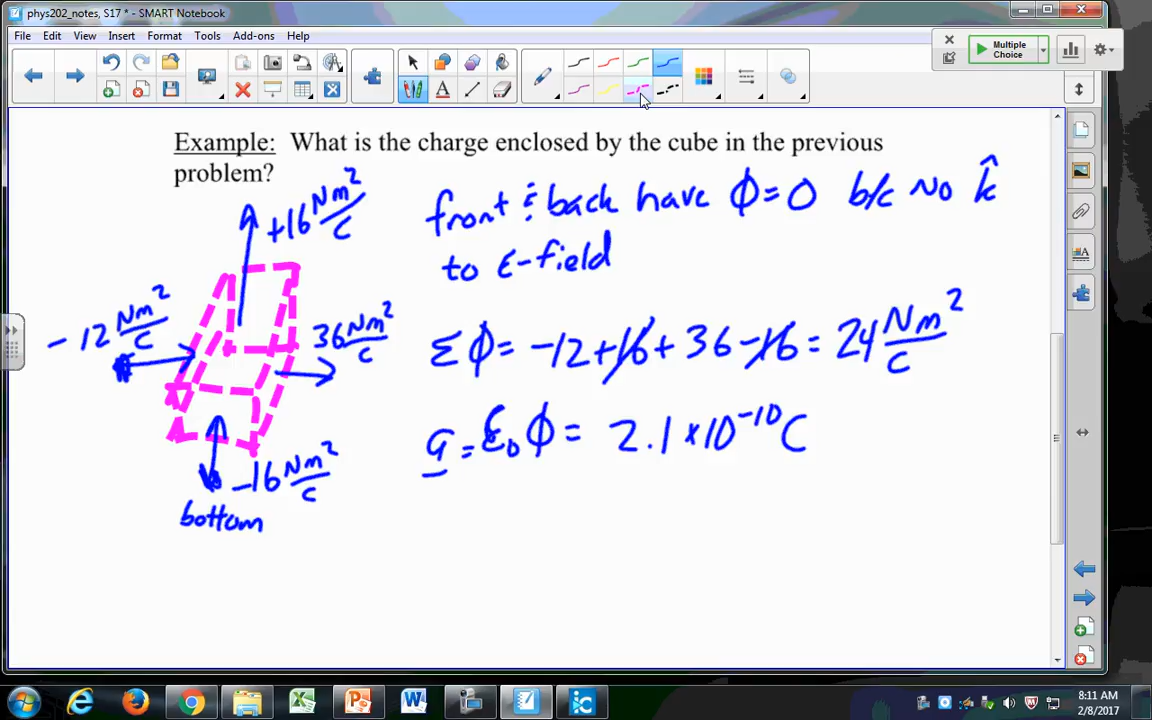 phys202_notes, S17 * - SMART Notebook
File Edit View Insert Format Tools Add-ons Help
Multiple
Choice
Example: What is the charge enclosed by the cube in the previous
problem?
front & back have Φ = 0 b/c no k̂
to E-field
+16 Nm²/C
-12 Nm²/C
36 Nm²/C
ΣΦ = -12 + 16 + 36 - 16 = 24 Nm²/C
q = ε₀Φ = 2.1 × 10⁻¹⁰ C
-16 Nm²/C
bottom
8:11 AM
2/8/2017